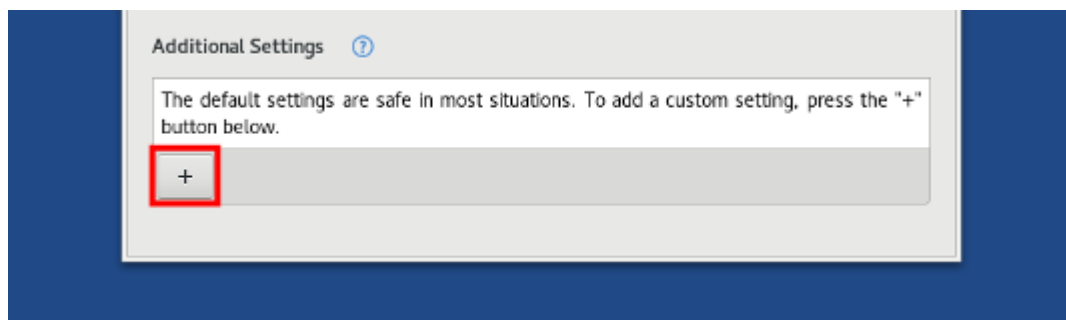 Additional Settings ?
The default settings are safe in most situations. To add a custom setting, press the "+"
button below.
+